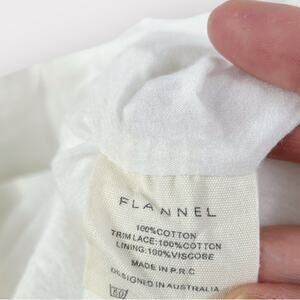 FLANNEL
100%COTTON
TRIM LACE:100%COTTON
LINING:100%VISCOSE
MADE IN P.R.C
DESIGNED IN AUSTRALIA